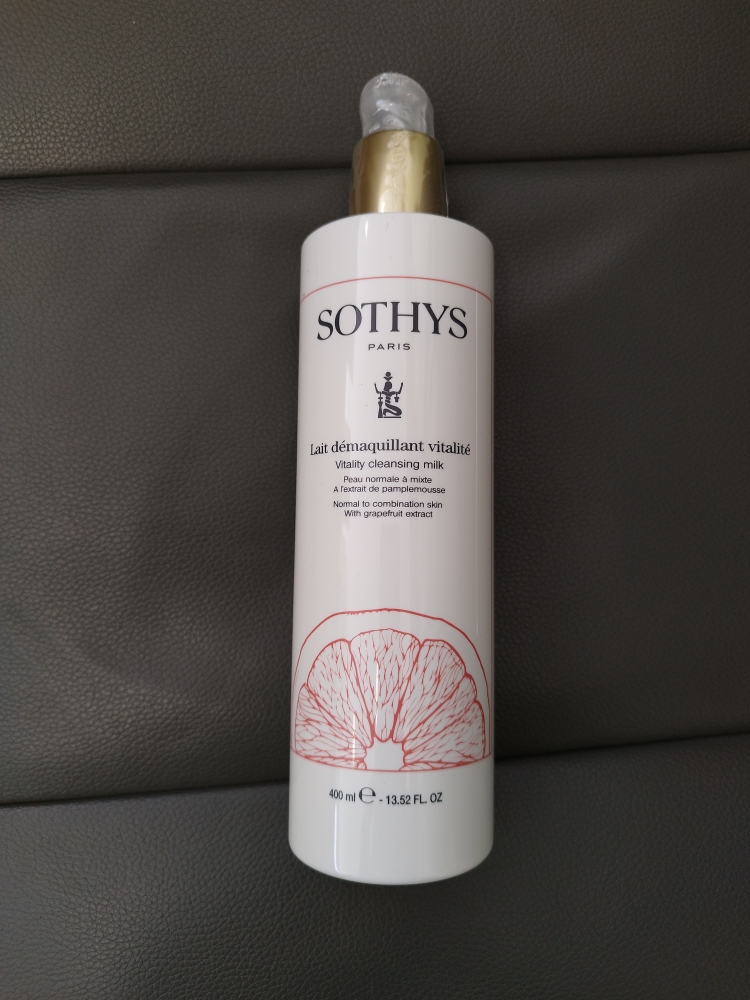 SOTHYS
PARIS
Lait démaquillant vitalité
Vitality cleansing milk
Peau normale à mixte
A l'extrait de pamplemousse
Normal to combination skin
With grapefruit extract
400 ml ℮ - 13.52 FL. OZ